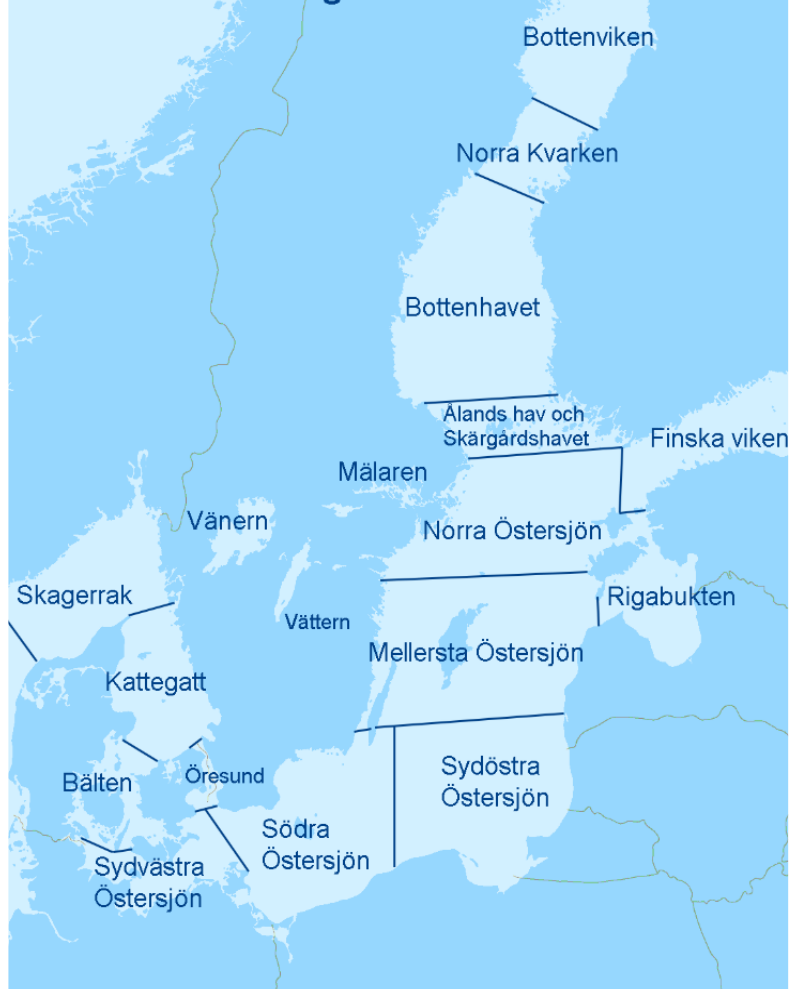 g
Bottenviken
Norra Kvarken
Bottenhavet
Ålands hav och
Skärgårdshavet
Finska viken
Mälaren
Vänern
Norra Östersjön
Skagerrak
Rigabukten
Vättern
Mellersta Östersjön
Kattegatt
Sydöstra
Östersjön
Öresund
Bälten
Södra
Östersjön
Sydvästra
Östersjön